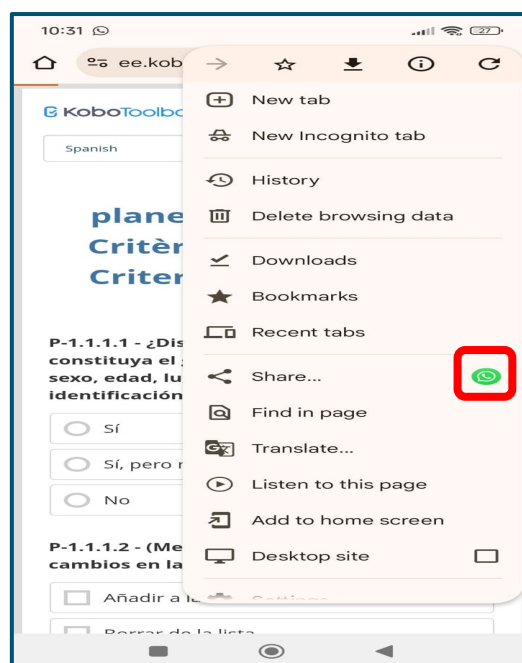 10:31
27
ee.kob
New tab
KoboToolbo
New Incognito tab
Spanish
History
plane
Delete browsing data
Critèr
Downloads
Criter
Bookmarks
Recent tabs
P-1.1.1.1 - ¿Dis
constituya el
Share...
sexo, edad, lu
identificación
Find in page
Sí
Translate...
Sí, pero
Listen to this page
No
Add to home screen
P-1.1.1.2 - (Me
cambios en la
Desktop site
Añadir a l
Settings
Borrar de la lista